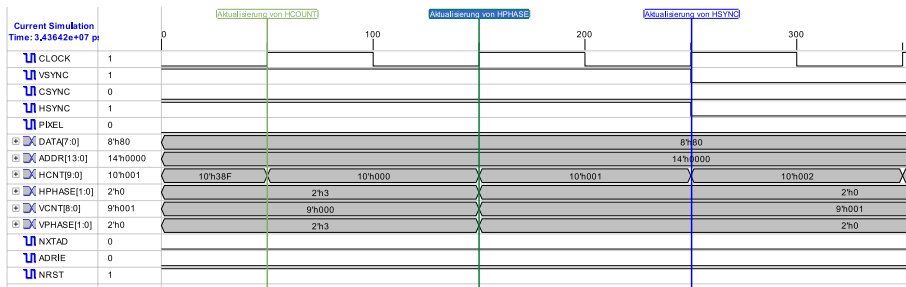 Aktualisierung von HCOUNT
Aktualisierung von HPHASE
Aktualisierung von HSYNC
Current Simulation
Time: 3,43642e+07 ps
0
100
200
300
CLOCK 1
VSYNC 1
CSYNC 0
HSYNC 1
PIXEL 0
DATA[7:0] 8'h80 8'h80
ADDR[13:0] 14'h0000 14'h0000
HCNT[9:0] 10'h001 10'h38F 10'h000 10'h001 10'h002
HPHASE[1:0] 2'h0 2'h3 2'h0
VCNT[8:0] 9'h001 9'h000 9'h001
VPHASE[1:0] 2'h0 2'h3 2'h0
NXTAD 0
ADRIE 0
NRST 1